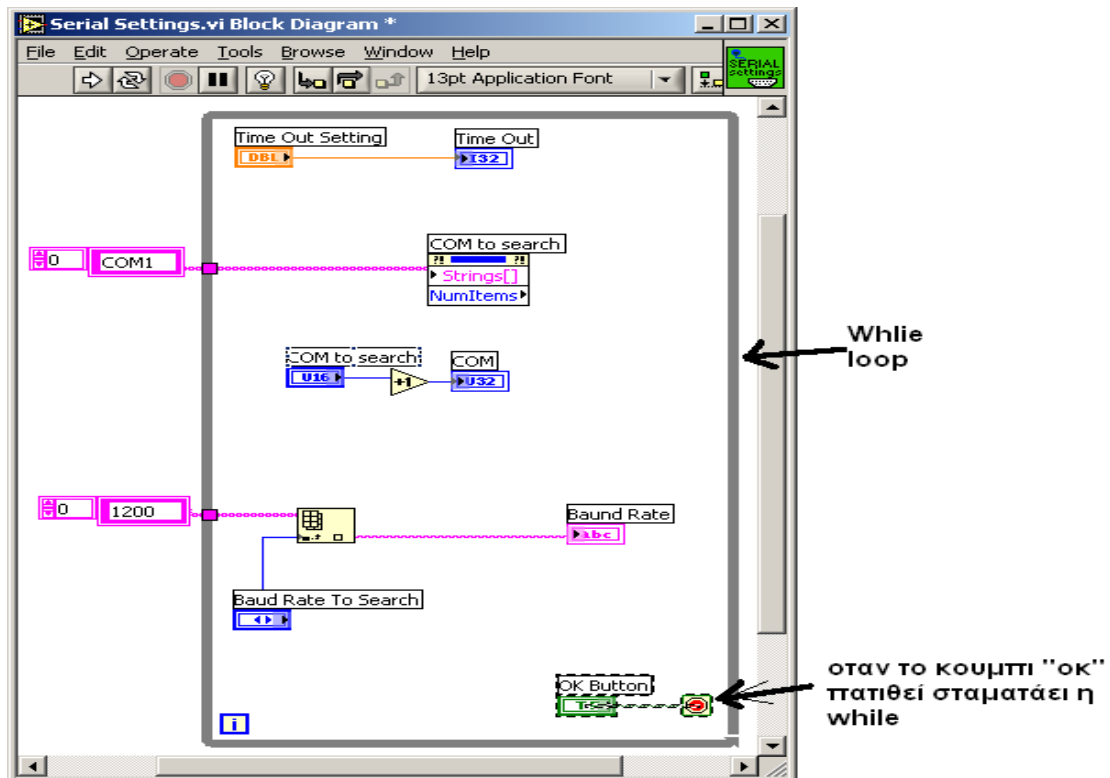 Serial Settings.vi Block Diagram *
File Edit Operate Tools Browse Window Help
13pt Application Font
SERIAL
settings
Time Out Setting
Time Out
DBL
I32
COM to search
0
COM1
?! ?!
Strings[]
NumItems
COM to search
COM
U16
+1
U32
Whlie
loop
0
1200
Baund Rate
abc
Baud Rate To Search
OK Button
i
οταν το κουμπι "οκ"
πατιθεί σταματάει η
while